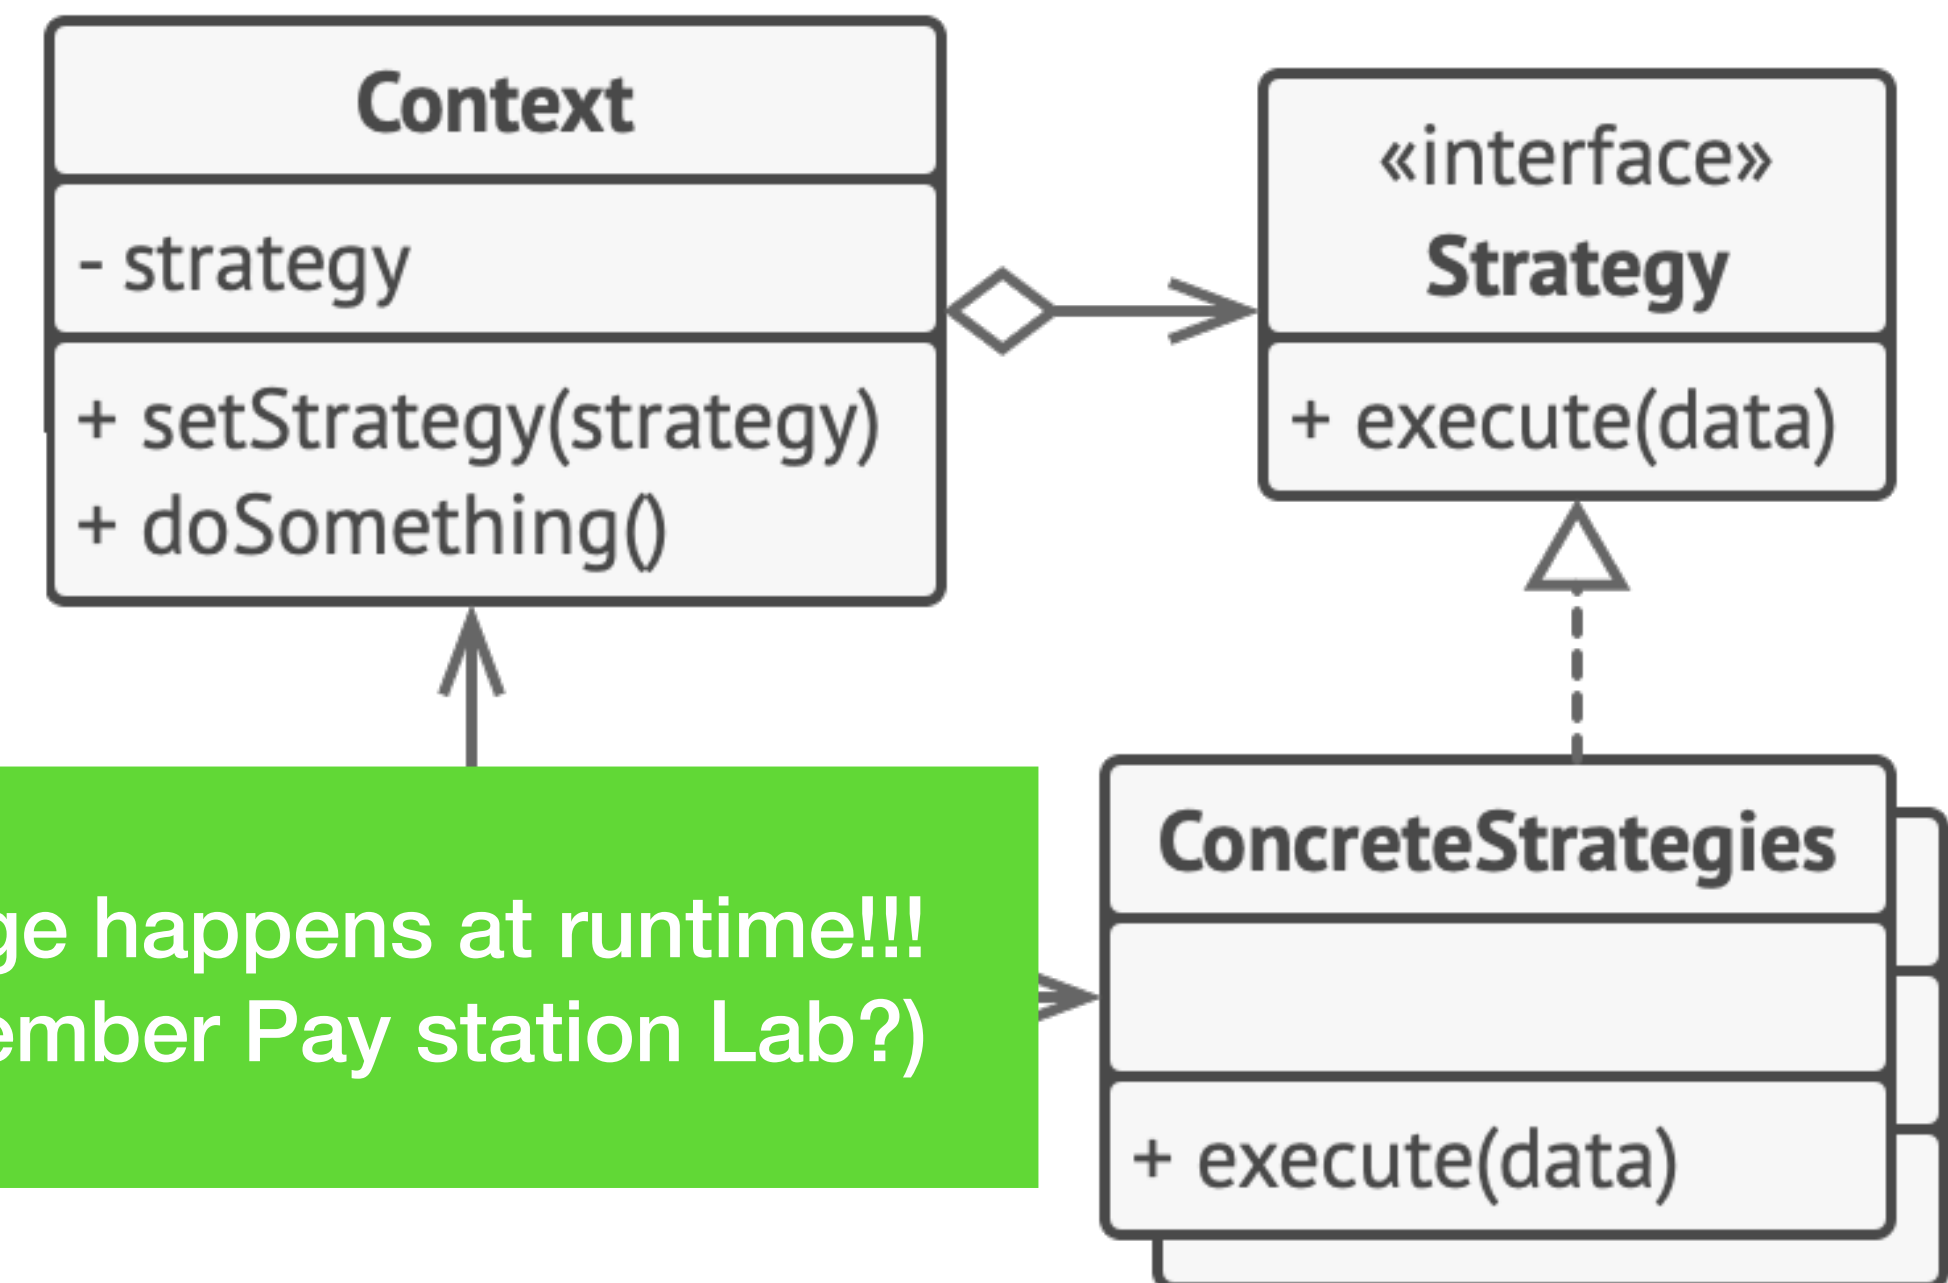 Context
- strategy
+ setStrategy(strategy)
+ doSomething()
«interface»
Strategy
+ execute(data)
happens at runtime!!!
Pay station Lab?)
ConcreteStrategies
+ execute(data)